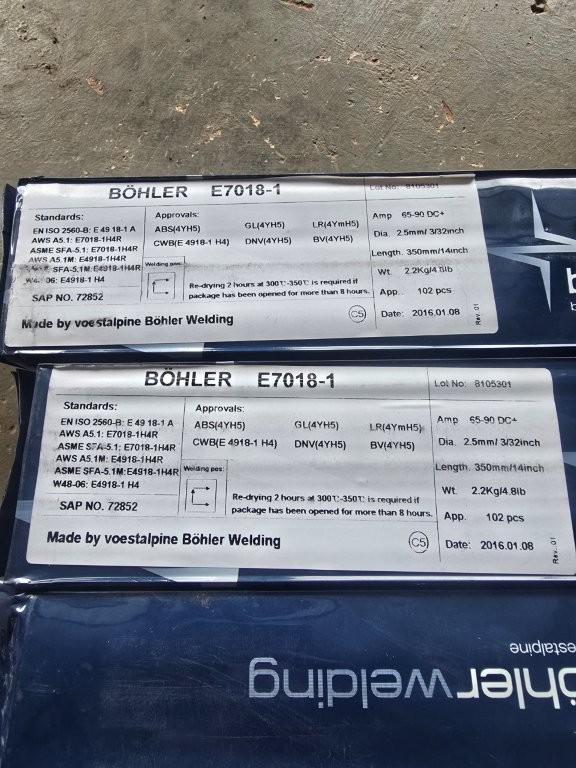 BÖHLER E7018-1
Lot No: 8105301
Standards:
EN ISO 2560-B: E 49 18-1 A
AWS A5.1: E7018-1H4R
ASME SFA-5.1: E7018-1H4R
AWS A5.1M: E4918-1H4R
ASME SFA-5.1M: E4918-1H4R
W48-06: E4918-1 H4
SAP NO. 72852
Approvals:
ABS(4YH5) GL(4YH5) LR(4YmH5)
CWB(E 4918-1 H4) DNV(4YH5) BV(4YH5)
Welding pos:
Re-drying 2 hours at 300℃-350℃ is required if
package has been opened for more than 8 hours.
Amp 65-90 DC+
Dia. 2.5mm/ 3/32inch
Length. 350mm/14inch
Wt. 2.2Kg/4.8lb
App. 102 pcs
Date: 2016.01.08
Made by voestalpine Böhler Welding
C5
Rev. 01
BÖHLER E7018-1
Lot No: 8105301
Standards:
EN ISO 2560-B: E 49 18-1 A
AWS A5.1: E7018-1H4R
ASME SFA-5.1: E7018-1H4R
AWS A5.1M: E4918-1H4R
ASME SFA-5.1M: E4918-1H4R
W48-06: E4918-1 H4
SAP NO. 72852
Approvals:
ABS(4YH5) GL(4YH5) LR(4YmH5)
CWB(E 4918-1 H4) DNV(4YH5) BV(4YH5)
Welding pos:
Re-drying 2 hours at 300℃-350℃ is required if
package has been opened for more than 8 hours.
Amp 65-90 DC+
Dia. 2.5mm/ 3/32inch
Length. 350mm/14inch
Wt. 2.2Kg/4.8lb
App. 102 pcs
Date: 2016.01.08
Made by voestalpine Böhler Welding
C5
Rev. 01
welding